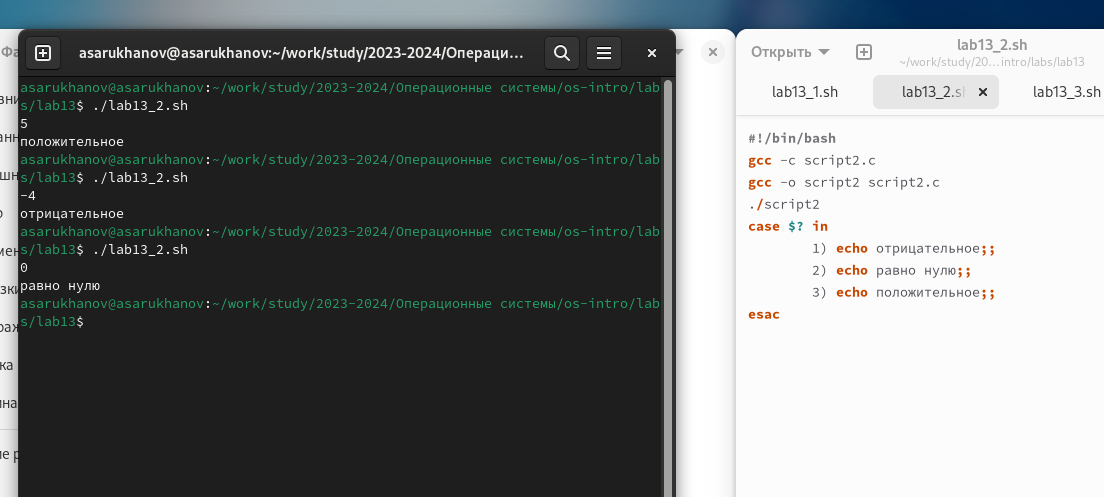 asarukhanov@asarukhanov:~/work/study/2023-2024/Операци…
asarukhanov@asarukhanov:~/work/study/2023-2024/Операционные системы/os-intro/lab
s/lab13$ ./lab13_2.sh
5
положительное
asarukhanov@asarukhanov:~/work/study/2023-2024/Операционные системы/os-intro/lab
s/lab13$ ./lab13_2.sh
-4
отрицательное
asarukhanov@asarukhanov:~/work/study/2023-2024/Операционные системы/os-intro/lab
s/lab13$ ./lab13_2.sh
0
равно нулю
asarukhanov@asarukhanov:~/work/study/2023-2024/Операционные системы/os-intro/lab
s/lab13$
Открыть
lab13_2.sh
~/work/study/20…intro/labs/lab13
lab13_1.sh
lab13_2.sh
lab13_3.sh
#!/bin/bash
gcc -c script2.c
gcc -o script2 script2.c
./script2
case $? in
1) echo отрицательное;;
2) echo равно нулю;;
3) echo положительное;;
esac